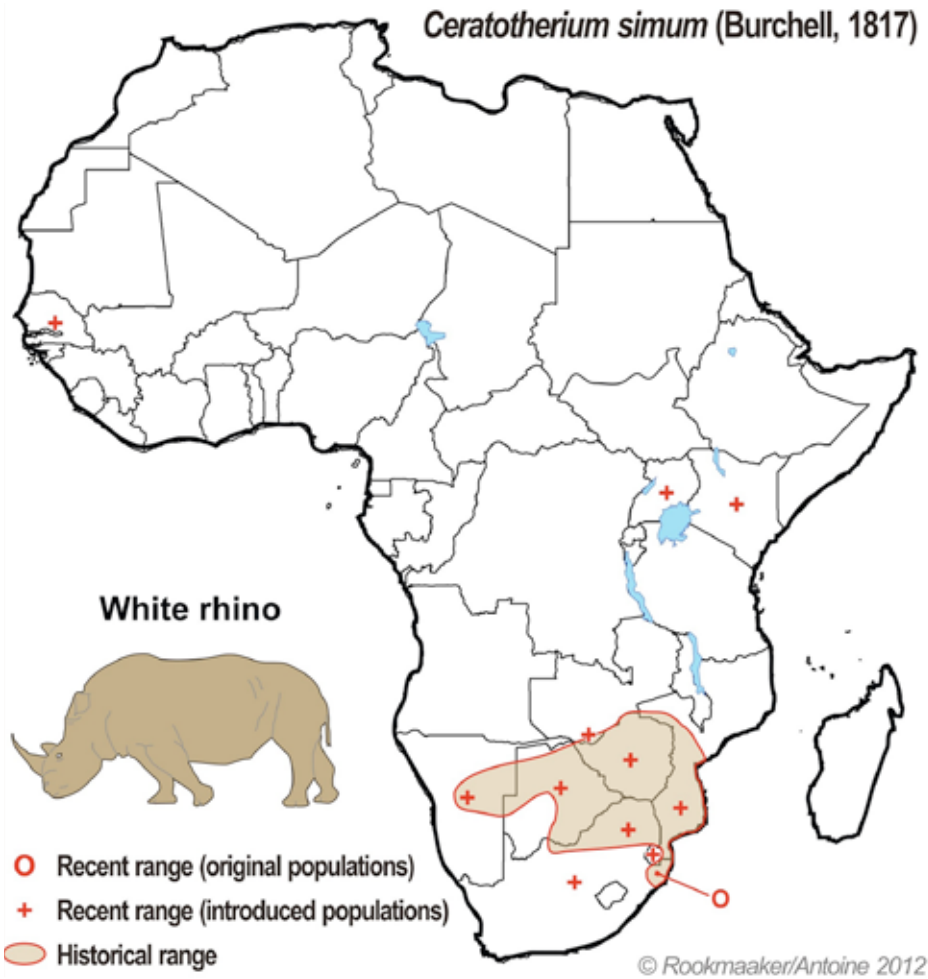 Ceratotherium simum (Burchell, 1817)
White rhino
O Recent range (original populations)
+ Recent range (introduced populations)
Historical range
O
© Rookmaaker/Antoine 2012